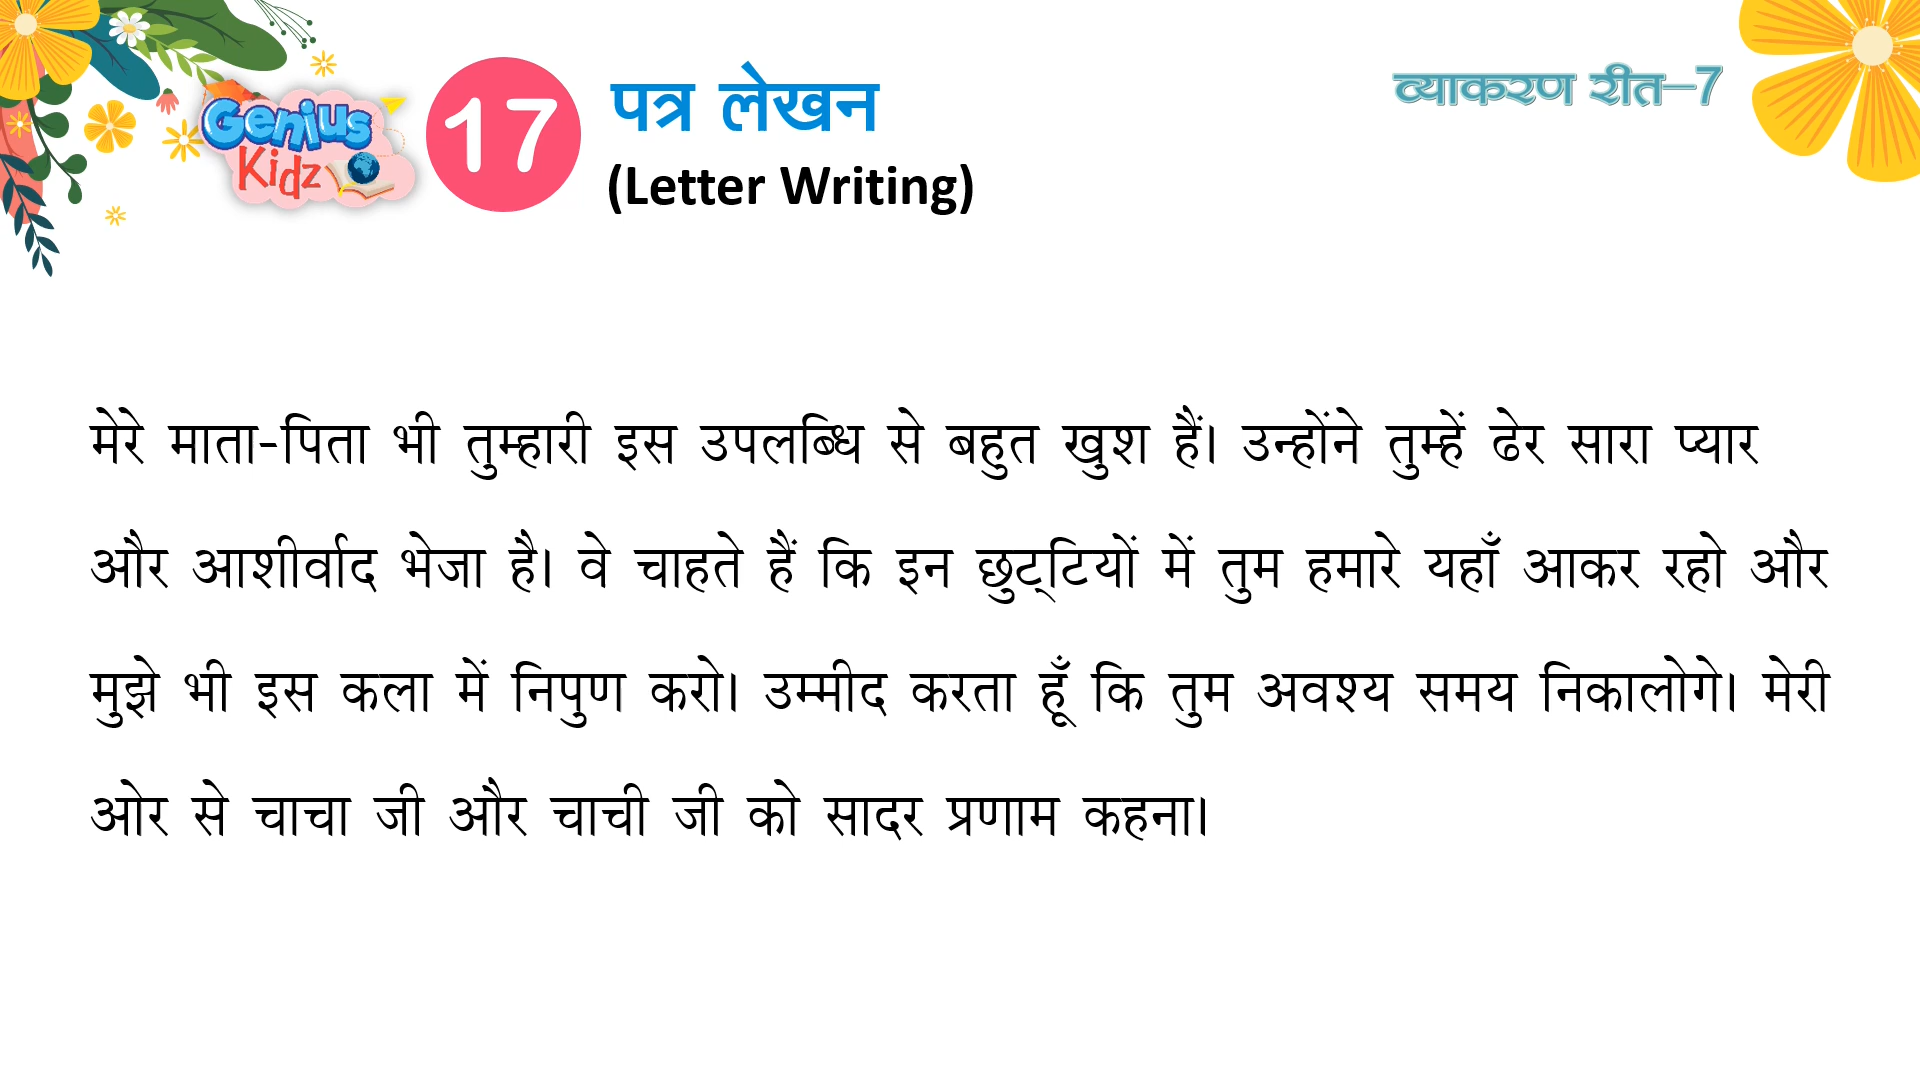 Genius
Kidz
17
पत्र लेखन
(Letter Writing)
व्याकरण रीत–7
मेरे माता-पिता भी तुम्हारी इस उपलब्धि से बहुत खुश हैं। उन्होंने तुम्हें ढेर सारा प्यार
और आशीर्वाद भेजा है। वे चाहते हैं कि इन छुट्टियों में तुम हमारे यहाँ आकर रहो और
मुझे भी इस कला में निपुण करो। उम्मीद करता हूँ कि तुम अवश्य समय निकालोगे। मेरी
ओर से चाचा जी और चाची जी को सादर प्रणाम कहना।